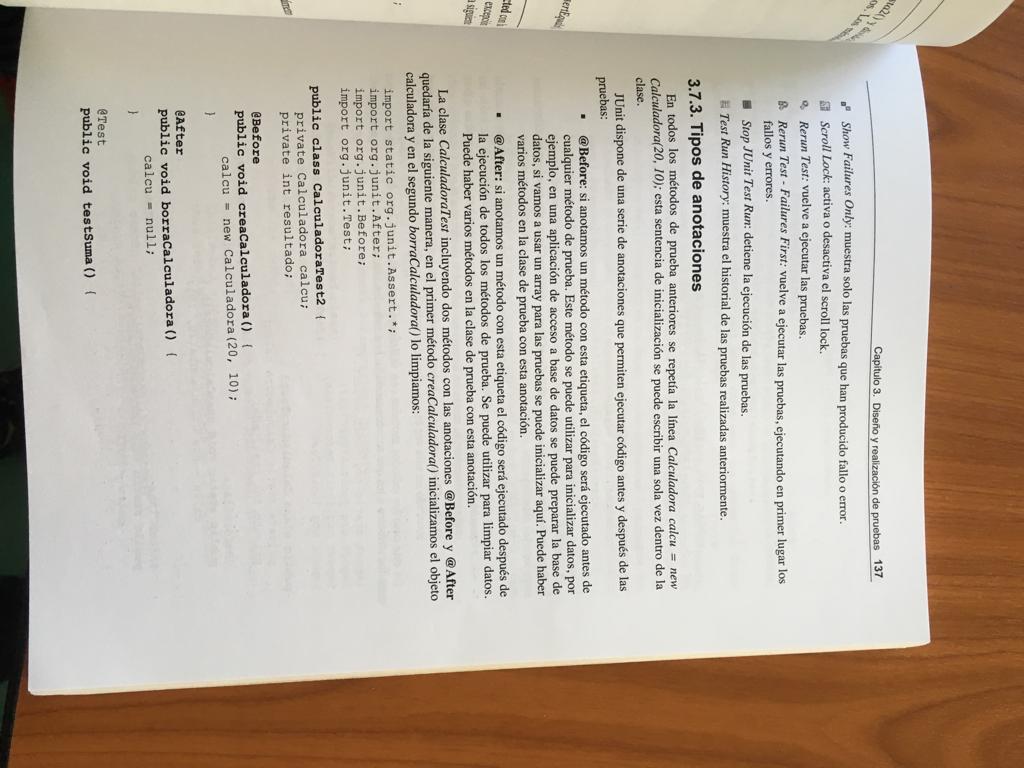 Capítulo 3. Diseño y realización de pruebas 137
Show Failures Only: muestra solo las pruebas que han producido fallo o error.
Scroll Lock: activa o desactiva el scroll lock.
Rerun Test: vuelve a ejecutar las pruebas.
Rerun Test - Failures First: vuelve a ejecutar las pruebas, ejecutando en primer lugar los
fallos y errores.
Stop JUnit Test Run: detiene la ejecución de las pruebas.
Test Run History: muestra el historial de las pruebas realizadas anteriormente.
3.7.3. Tipos de anotaciones
En todos los métodos de prueba anteriores se repetía la línea Calculadora calcu = new
Calculadora(20, 10); esta sentencia de inicialización se puede escribir una sola vez dentro de la
clase.
JUnit dispone de una serie de anotaciones que permiten ejecutar código antes y después de las
pruebas:
▪ @Before: si anotamos un método con esta etiqueta, el código será ejecutado antes de
cualquier método de prueba. Este método se puede utilizar para inicializar datos, por
ejemplo, en una aplicación de acceso a base de datos se puede preparar la base de
datos, si vamos a usar un array para las pruebas se puede inicializar aquí. Puede haber
varios métodos en la clase de prueba con esta anotación.
▪ @After: si anotamos un método con esta etiqueta el código será ejecutado después de
la ejecución de todos los métodos de prueba. Se puede utilizar para limpiar datos.
Puede haber varios métodos en la clase de prueba con esta anotación.
La clase CalculadoraTest incluyendo dos métodos con las anotaciones @Before y @After
quedaría de la siguiente manera, en el primer método creaCalculadora() inicializamos el objeto
calculadora y en el segundo borraCalculadora() lo limpiamos:
import static org.junit.Assert.*;
import org.junit.After;
import org.junit.Before;
import org.junit.Test;
public class CalculadoraTest2 {
private Calculadora calcu;
private int resultado;
@Before
public void creaCalculadora() {
calcu = new Calculadora(20, 10);
}
@After
public void borraCalculadora() {
calcu = null;
}
@Test
public void testSuma() {